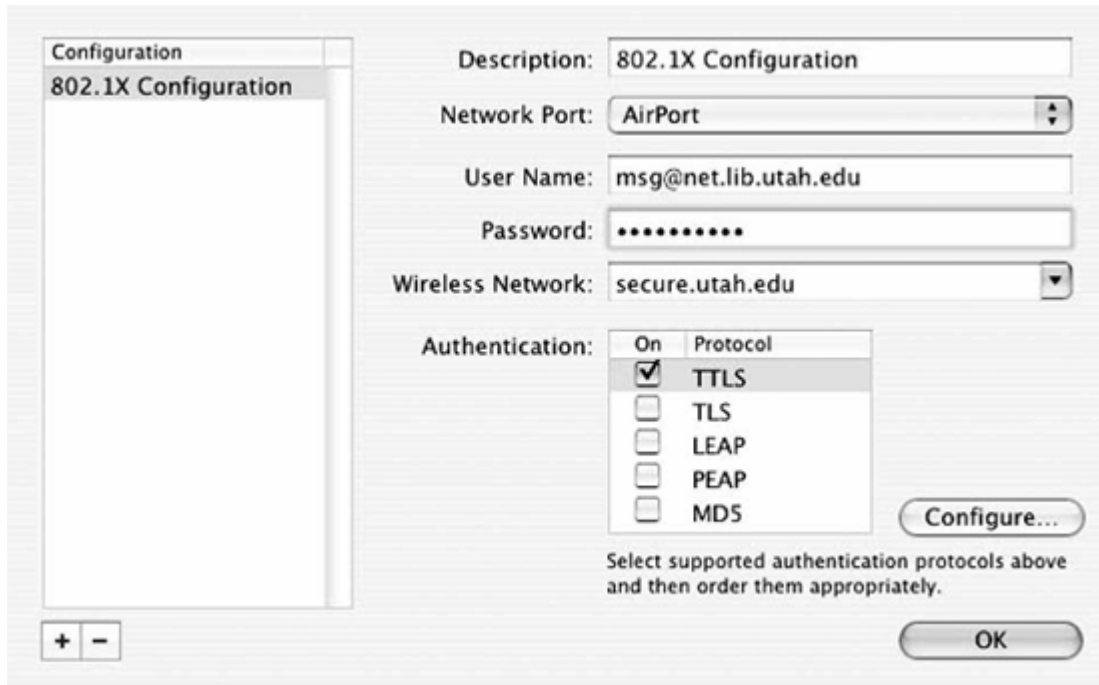 Configuration
802.1X Configuration
Description: 802.1X Configuration
Network Port: AirPort
User Name: msg@net.lib.utah.edu
Password: ••••••••••
Wireless Network: secure.utah.edu
Authentication: On Protocol
TTLS
TLS
LEAP
PEAP
MD5
Configure...
Select supported authentication protocols above
and then order them appropriately.
+ −
OK